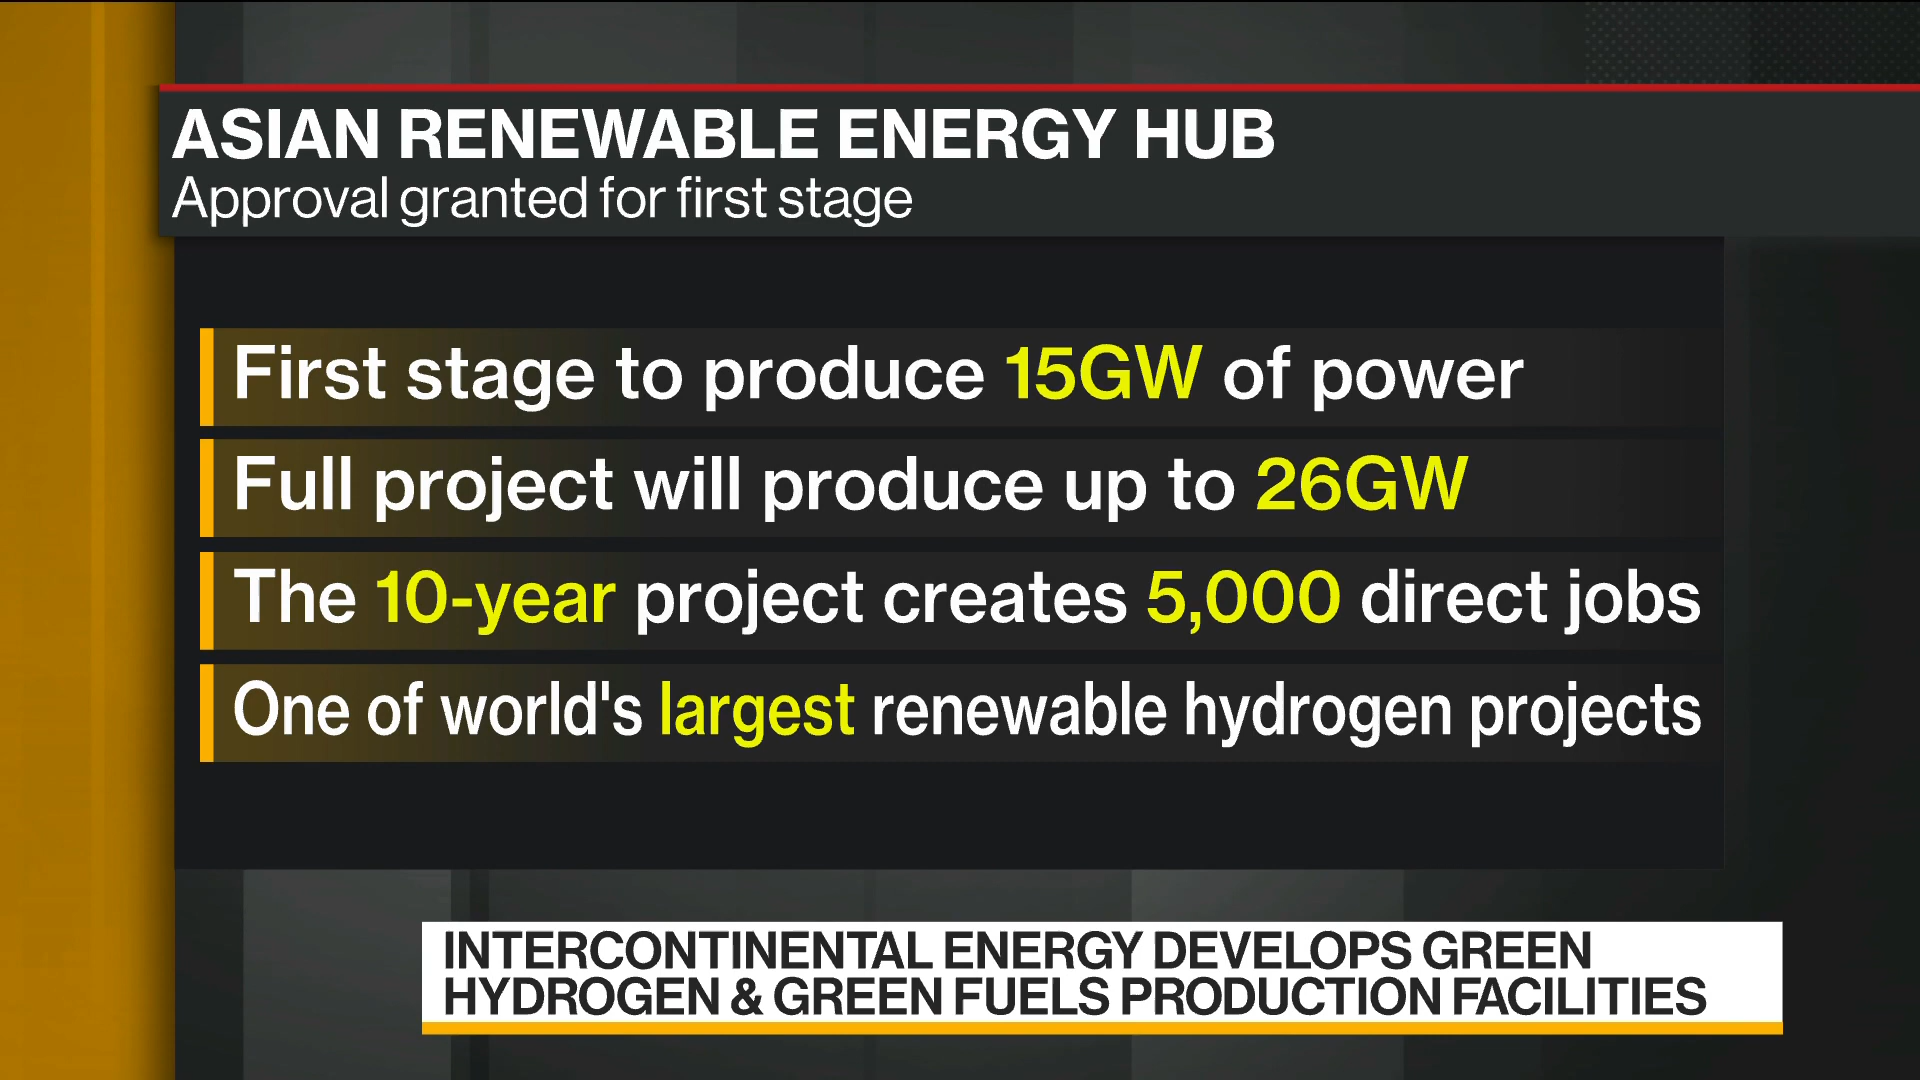 ASIAN RENEWABLE ENERGY HUB
Approval granted for first stage
First stage to produce 15GW of power
Full project will produce up to 26GW
The 10-year project creates 5,000 direct jobs
One of world's largest renewable hydrogen projects
INTERCONTINENTAL ENERGY DEVELOPS GREEN
HYDROGEN & GREEN FUELS PRODUCTION FACILITIES